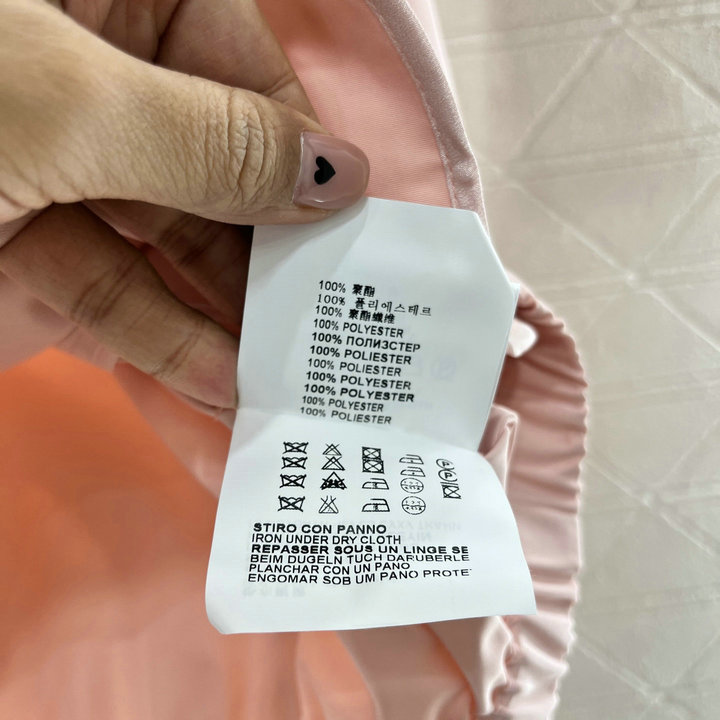 100% 聚酯
100% 폴리에스테르
100% 聚酯纖維
100% POLYESTER
100% ПОЛИЭСТЕР
100% POLIESTER
100% POLIESTER
100% POLYESTER
100% POLYESTER
100% POLYESTER
100% POLIESTER
STIRO CON PANNO
IRON UNDER DRY CLOTH
REPASSER SOUS UN LINGE SE
BEIM DUGELN TUCH DARUBERLE
PLANCHAR CON UN PANO
ENGOMAR SOB UM PANO PROTE